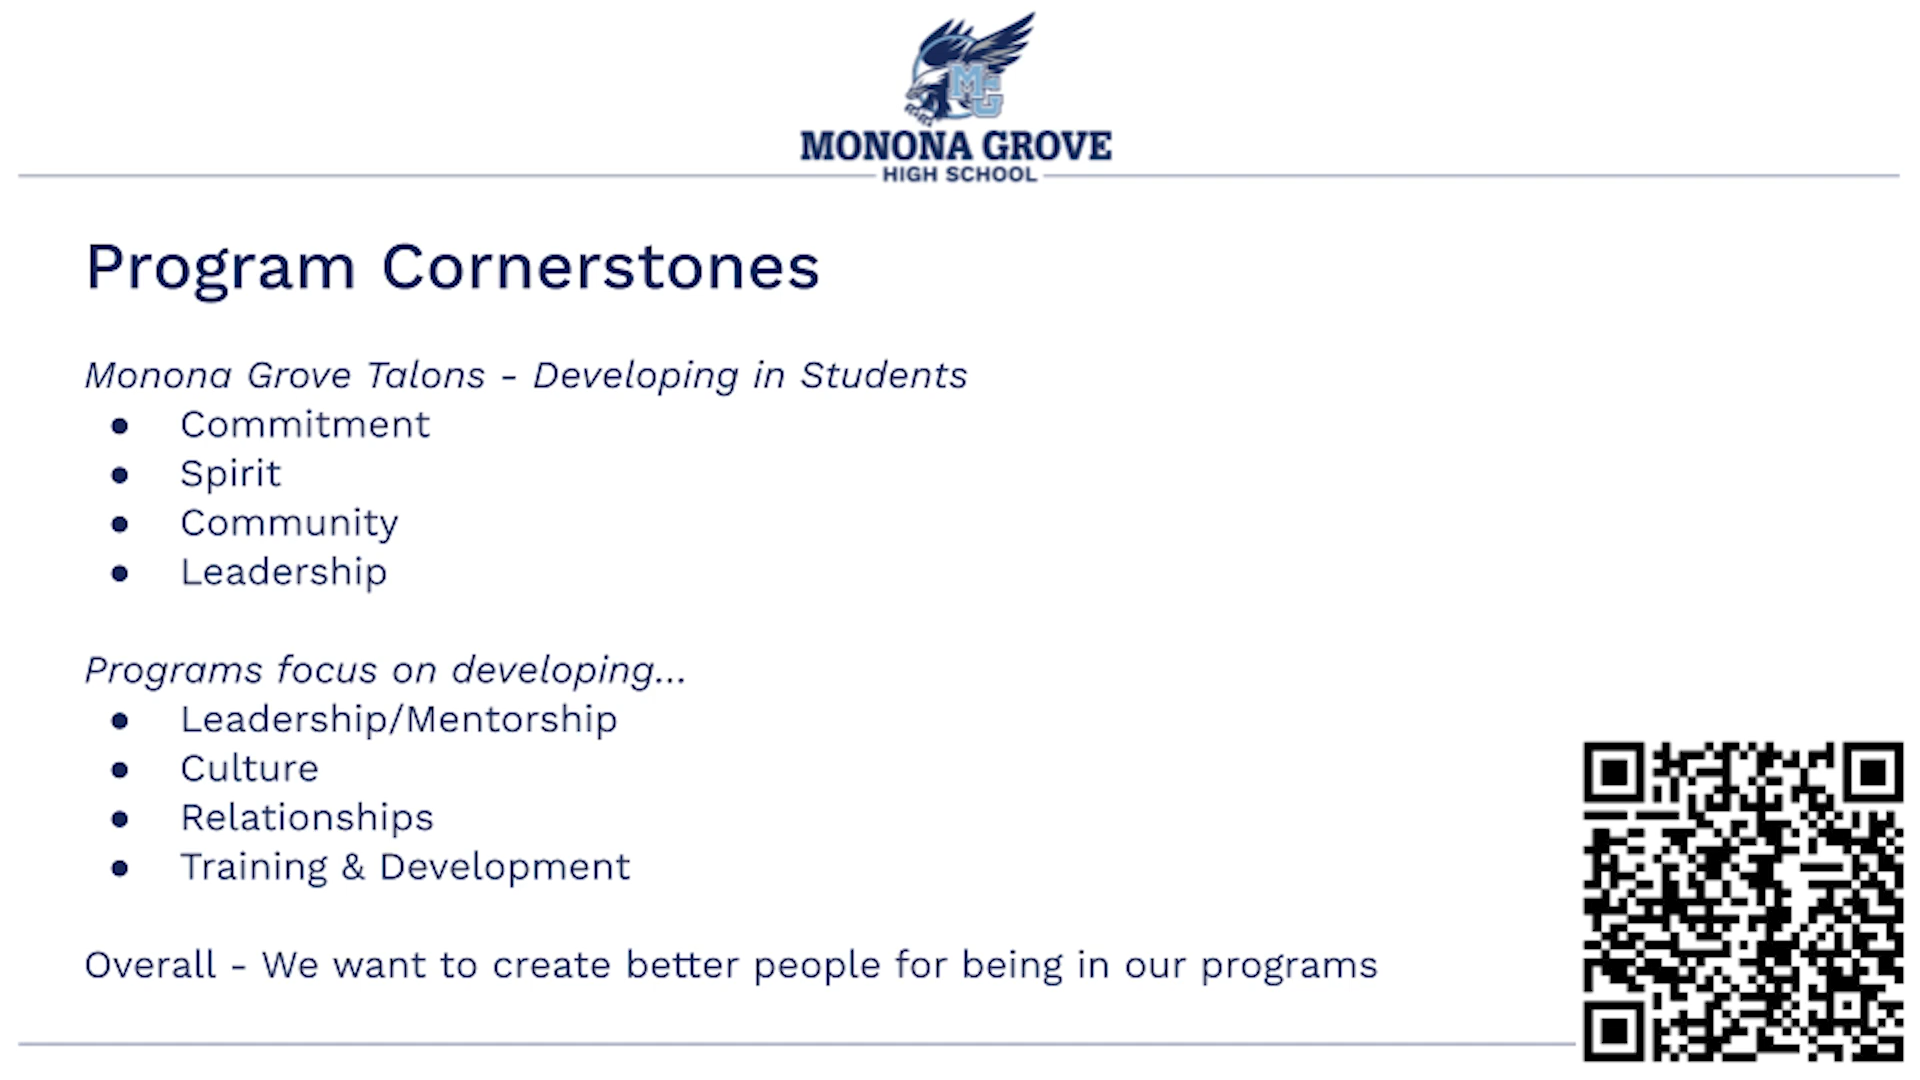 MG
MONONA GROVE
HIGH SCHOOL
Program Cornerstones
Monona Grove Talons - Developing in Students
● Commitment
● Spirit
● Community
● Leadership
Programs focus on developing...
● Leadership/Mentorship
● Culture
● Relationships
● Training & Development
Overall - We want to create better people for being in our programs